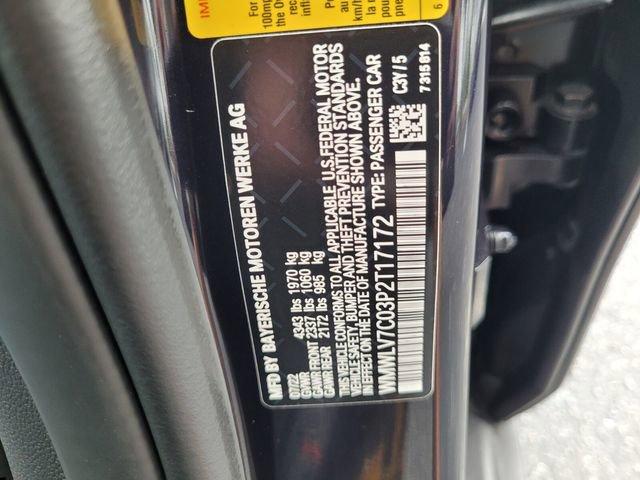 MFD BY BAYERISCHE MOTOREN WERKE AG
GVWR 4343 lbs 1970 kg
GAWR FRONT 2337 lbs 1060 kg
GAWR REAR 2172 lbs 985 kg
THIS VEHICLE CONFORMS TO ALL APPLICABLE U.S.FEDERAL MOTOR
VEHICLE SAFETY, BUMPER AND THEFT PREVENTION STANDARDS
IN EFFECT ON THE DATE OF MANUFACTURE SHOWN ABOVE.
WMWLV7C03P2T17172 TYPE: PASSENGER CAR
C3Y/5
7 315 814